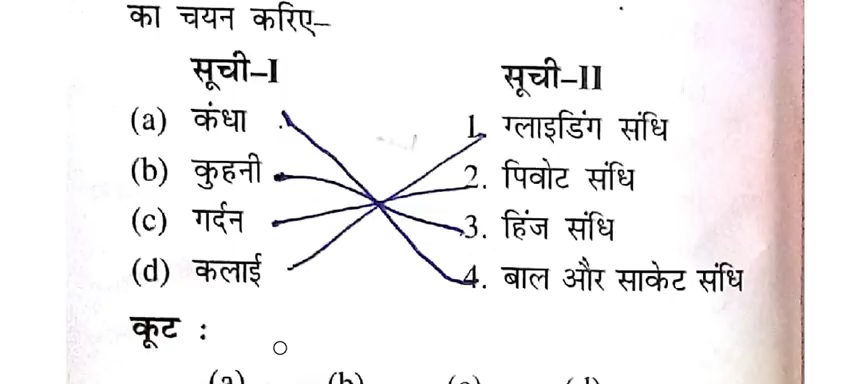 का चयन करिए–
सूची–I सूची–II
(a) कंधा 1. ग्लाइडिंग संधि
(b) कुहनी 2. पिवोट संधि
(c) गर्दन 3. हिंज संधि
(d) कलाई 4. बाल और साकेट संधि
कूट :
(a) (b) (c) (d)